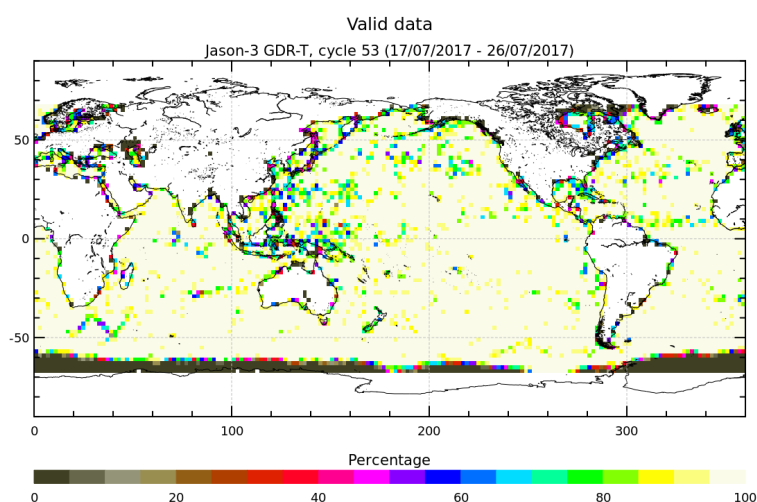 Valid data
Jason-3 GDR-T, cycle 53 (17/07/2017 - 26/07/2017)
50
0
-50
0 100 200 300
Percentage
0 20 40 60 80 100